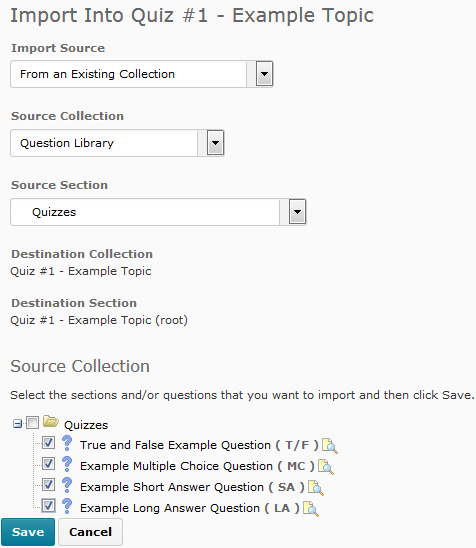 Import Into Quiz #1 - Example Topic
Import Source
From an Existing Collection
Source Collection
Question Library
Source Section
Quizzes
Destination Collection
Quiz #1 - Example Topic
Destination Section
Quiz #1 - Example Topic (root)
Source Collection
Select the sections and/or questions that you want to import and then click Save.
Quizzes
True and False Example Question ( T/F )
Example Multiple Choice Question ( MC )
Example Short Answer Question ( SA )
Example Long Answer Question ( LA )
Save Cancel